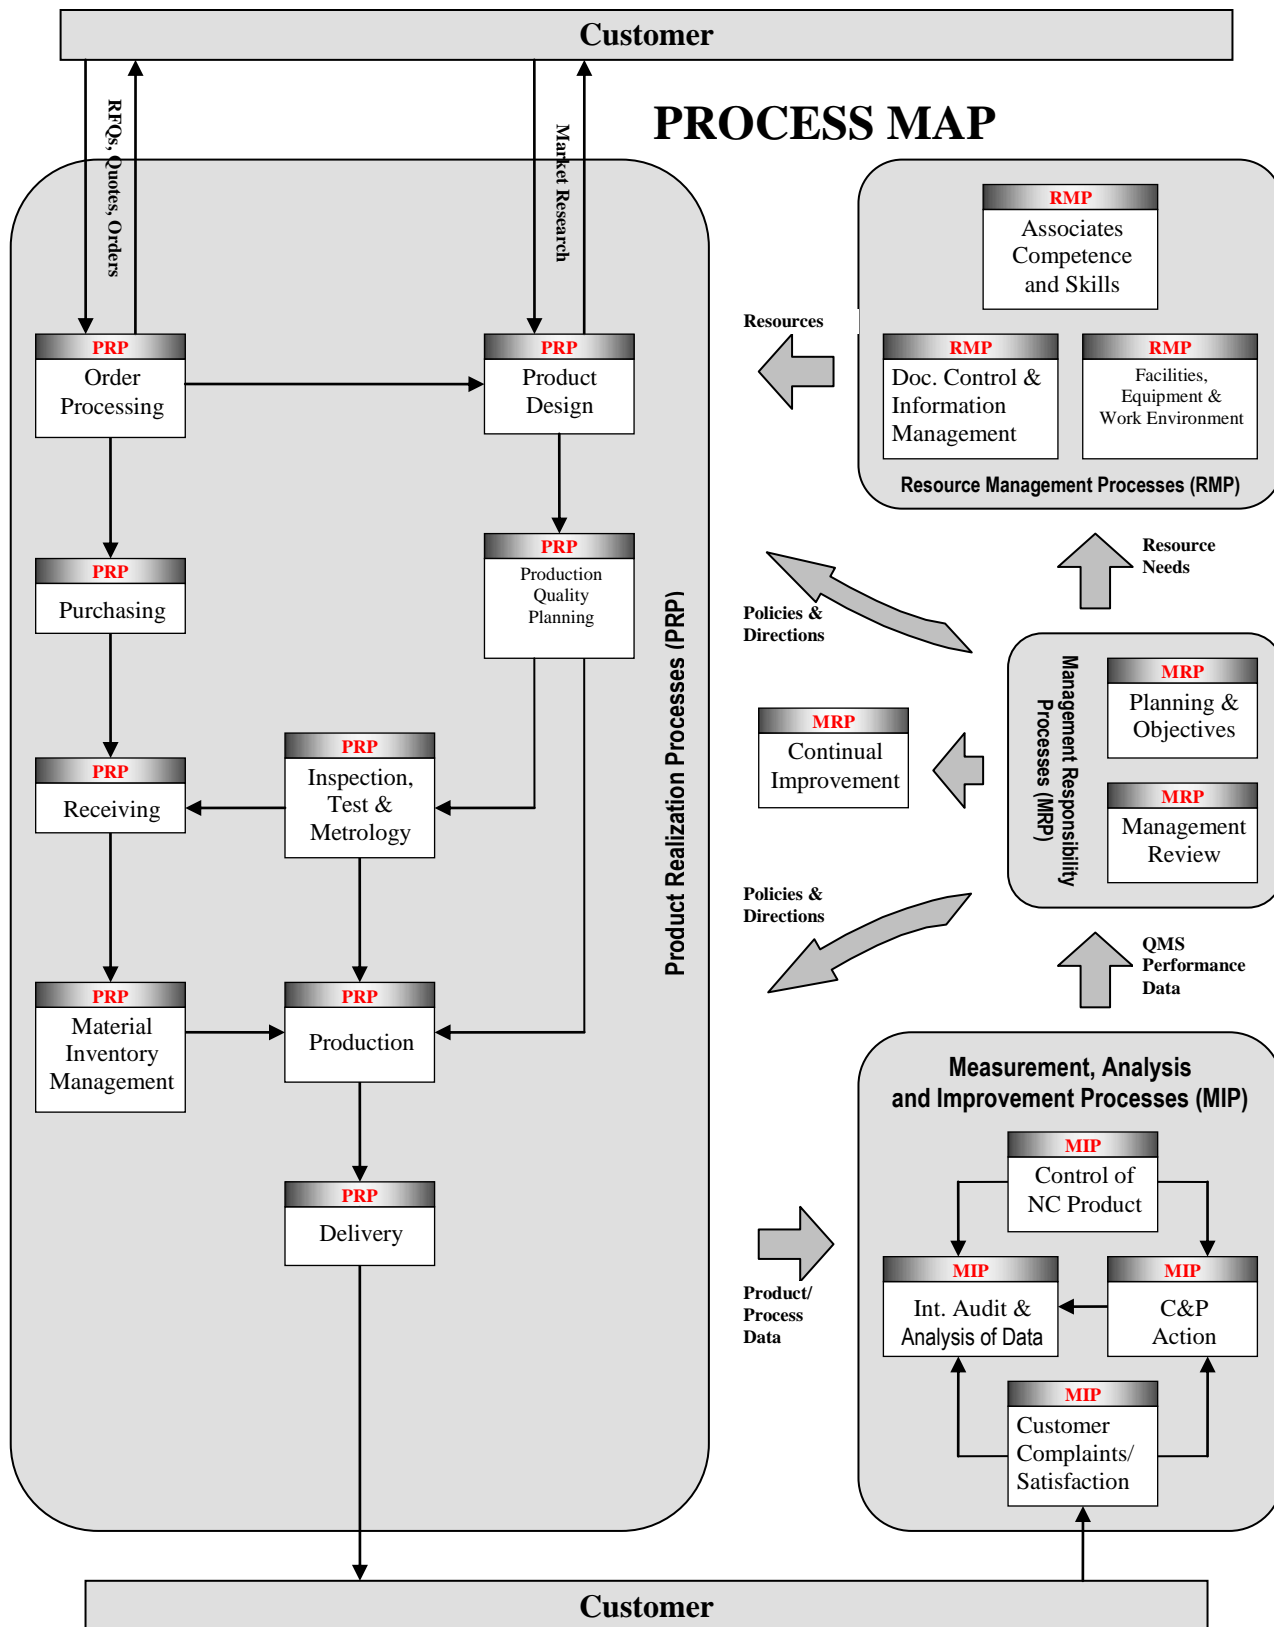 Customer
RFQs, Quotes, Orders
Market Research
PROCESS MAP
PRP
Order
Processing
PRP
Product
Design
PRP
Purchasing
PRP
Production
Quality
Planning
PRP
Receiving
PRP
Inspection,
Test &
Metrology
PRP
Material
Inventory
Management
PRP
Production
PRP
Delivery
Product Realization Processes (PRP)
RMP
Associates
Competence
and Skills
RMP
Doc. Control &
Information
Management
RMP
Facilities,
Equipment &
Work Environment
Resource Management Processes (RMP)
Resources
Resource
Needs
Policies &
Directions
MRP
Continual
Improvement
Management Responsibility
Processes (MRP)
MRP
Planning &
Objectives
MRP
Management
Review
Policies &
Directions
QMS
Performance
Data
Measurement, Analysis
and Improvement Processes (MIP)
MIP
Control of
NC Product
MIP
Int. Audit &
Analysis of Data
MIP
C&P
Action
MIP
Customer
Complaints/
Satisfaction
Product/
Process
Data
Customer